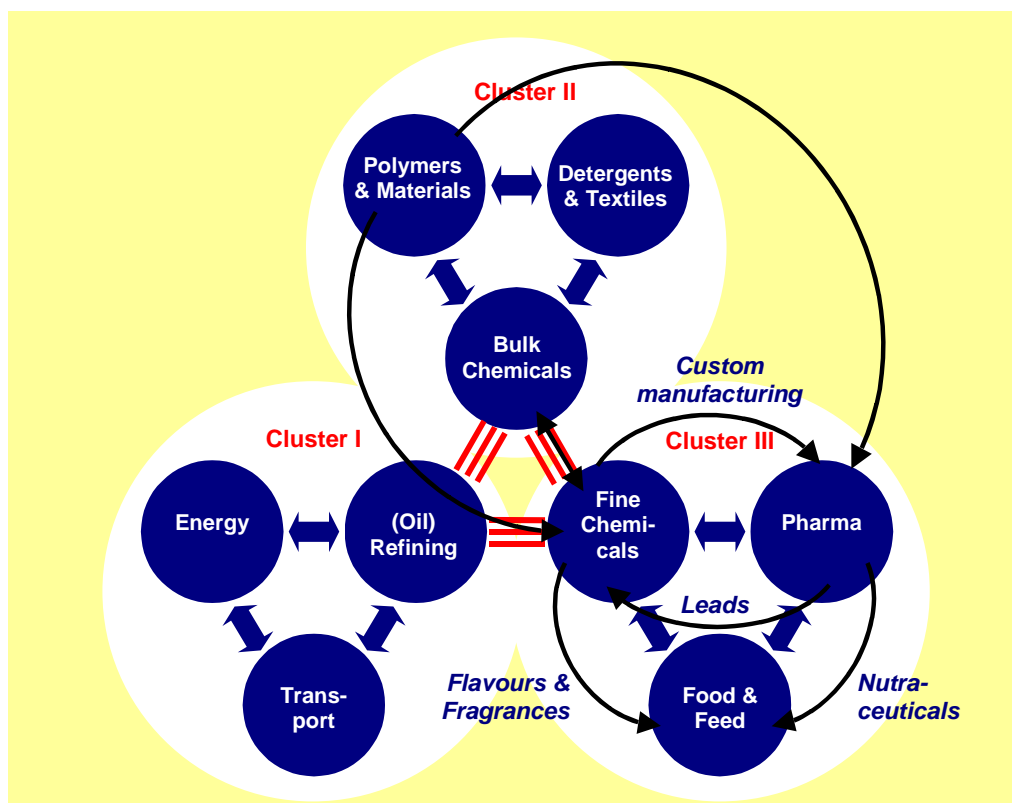 Cluster II
Polymers
& Materials
Detergents
& Textiles
Bulk
Chemicals
Custom
manufacturing
Cluster I
Cluster III
Energy
(Oil)
Refining
Fine
Chemi-
cals
Pharma
Leads
Trans-
port
Flavours &
Fragrances
Food &
Feed
Nutra-
ceuticals